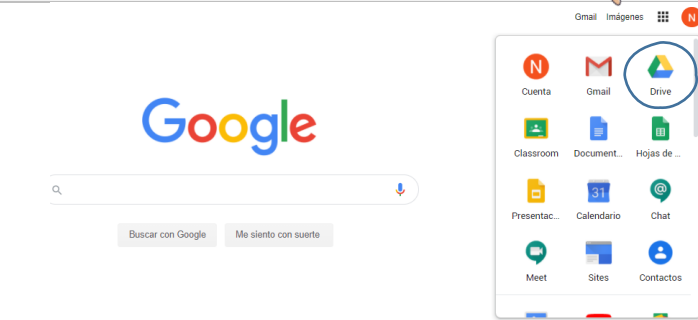 Gmail Imágenes N
N
Cuenta Gmail Drive
Classroom Document... Hojas de ...
31
Presentac... Calendario Chat
Meet Sites Contactos
Google
Buscar con Google Me siento con suerte